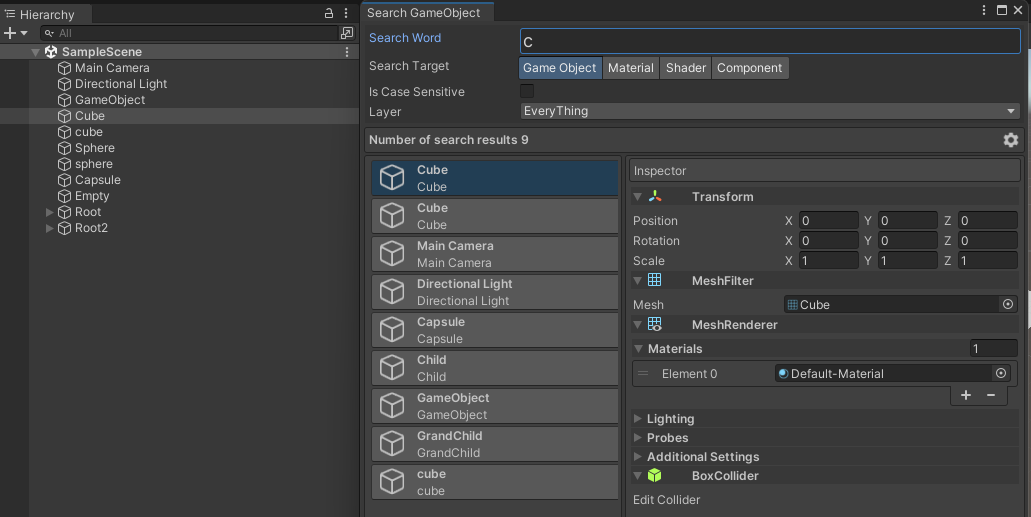 Hierarchy
All
SampleScene
Main Camera
Directional Light
GameObject
Cube
cube
Sphere
sphere
Capsule
Empty
Root
Root2
Search GameObject
Search Word
C
Search Target
Game Object Material Shader Component
Is Case Sensitive
Layer EveryThing
Number of search results 9
Cube
Cube
Cube
Cube
Main Camera
Main Camera
Directional Light
Directional Light
Capsule
Capsule
Child
Child
GameObject
GameObject
GrandChild
GrandChild
cube
cube
Inspector
Transform
Position X 0 Y 0 Z 0
Rotation X 0 Y 0 Z 0
Scale X 1 Y 1 Z 1
MeshFilter
Mesh Cube
MeshRenderer
Materials 1
Element 0 Default-Material
Lighting
Probes
Additional Settings
BoxCollider
Edit Collider